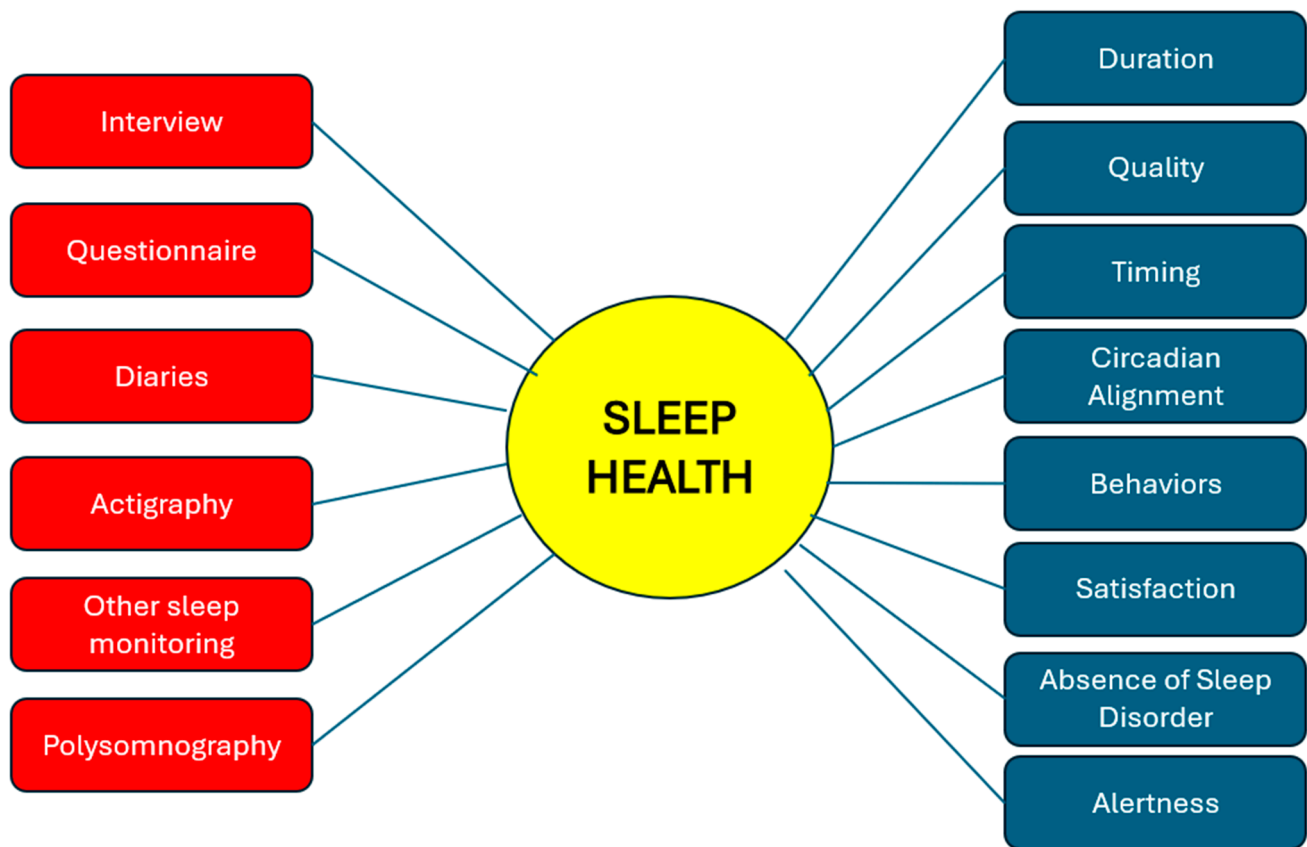 Interview
Questionnaire
Diaries
Actigraphy
Other sleep
monitoring
Polysomnography
SLEEP
HEALTH
Duration
Quality
Timing
Circadian
Alignment
Behaviors
Satisfaction
Absence of Sleep
Disorder
Alertness